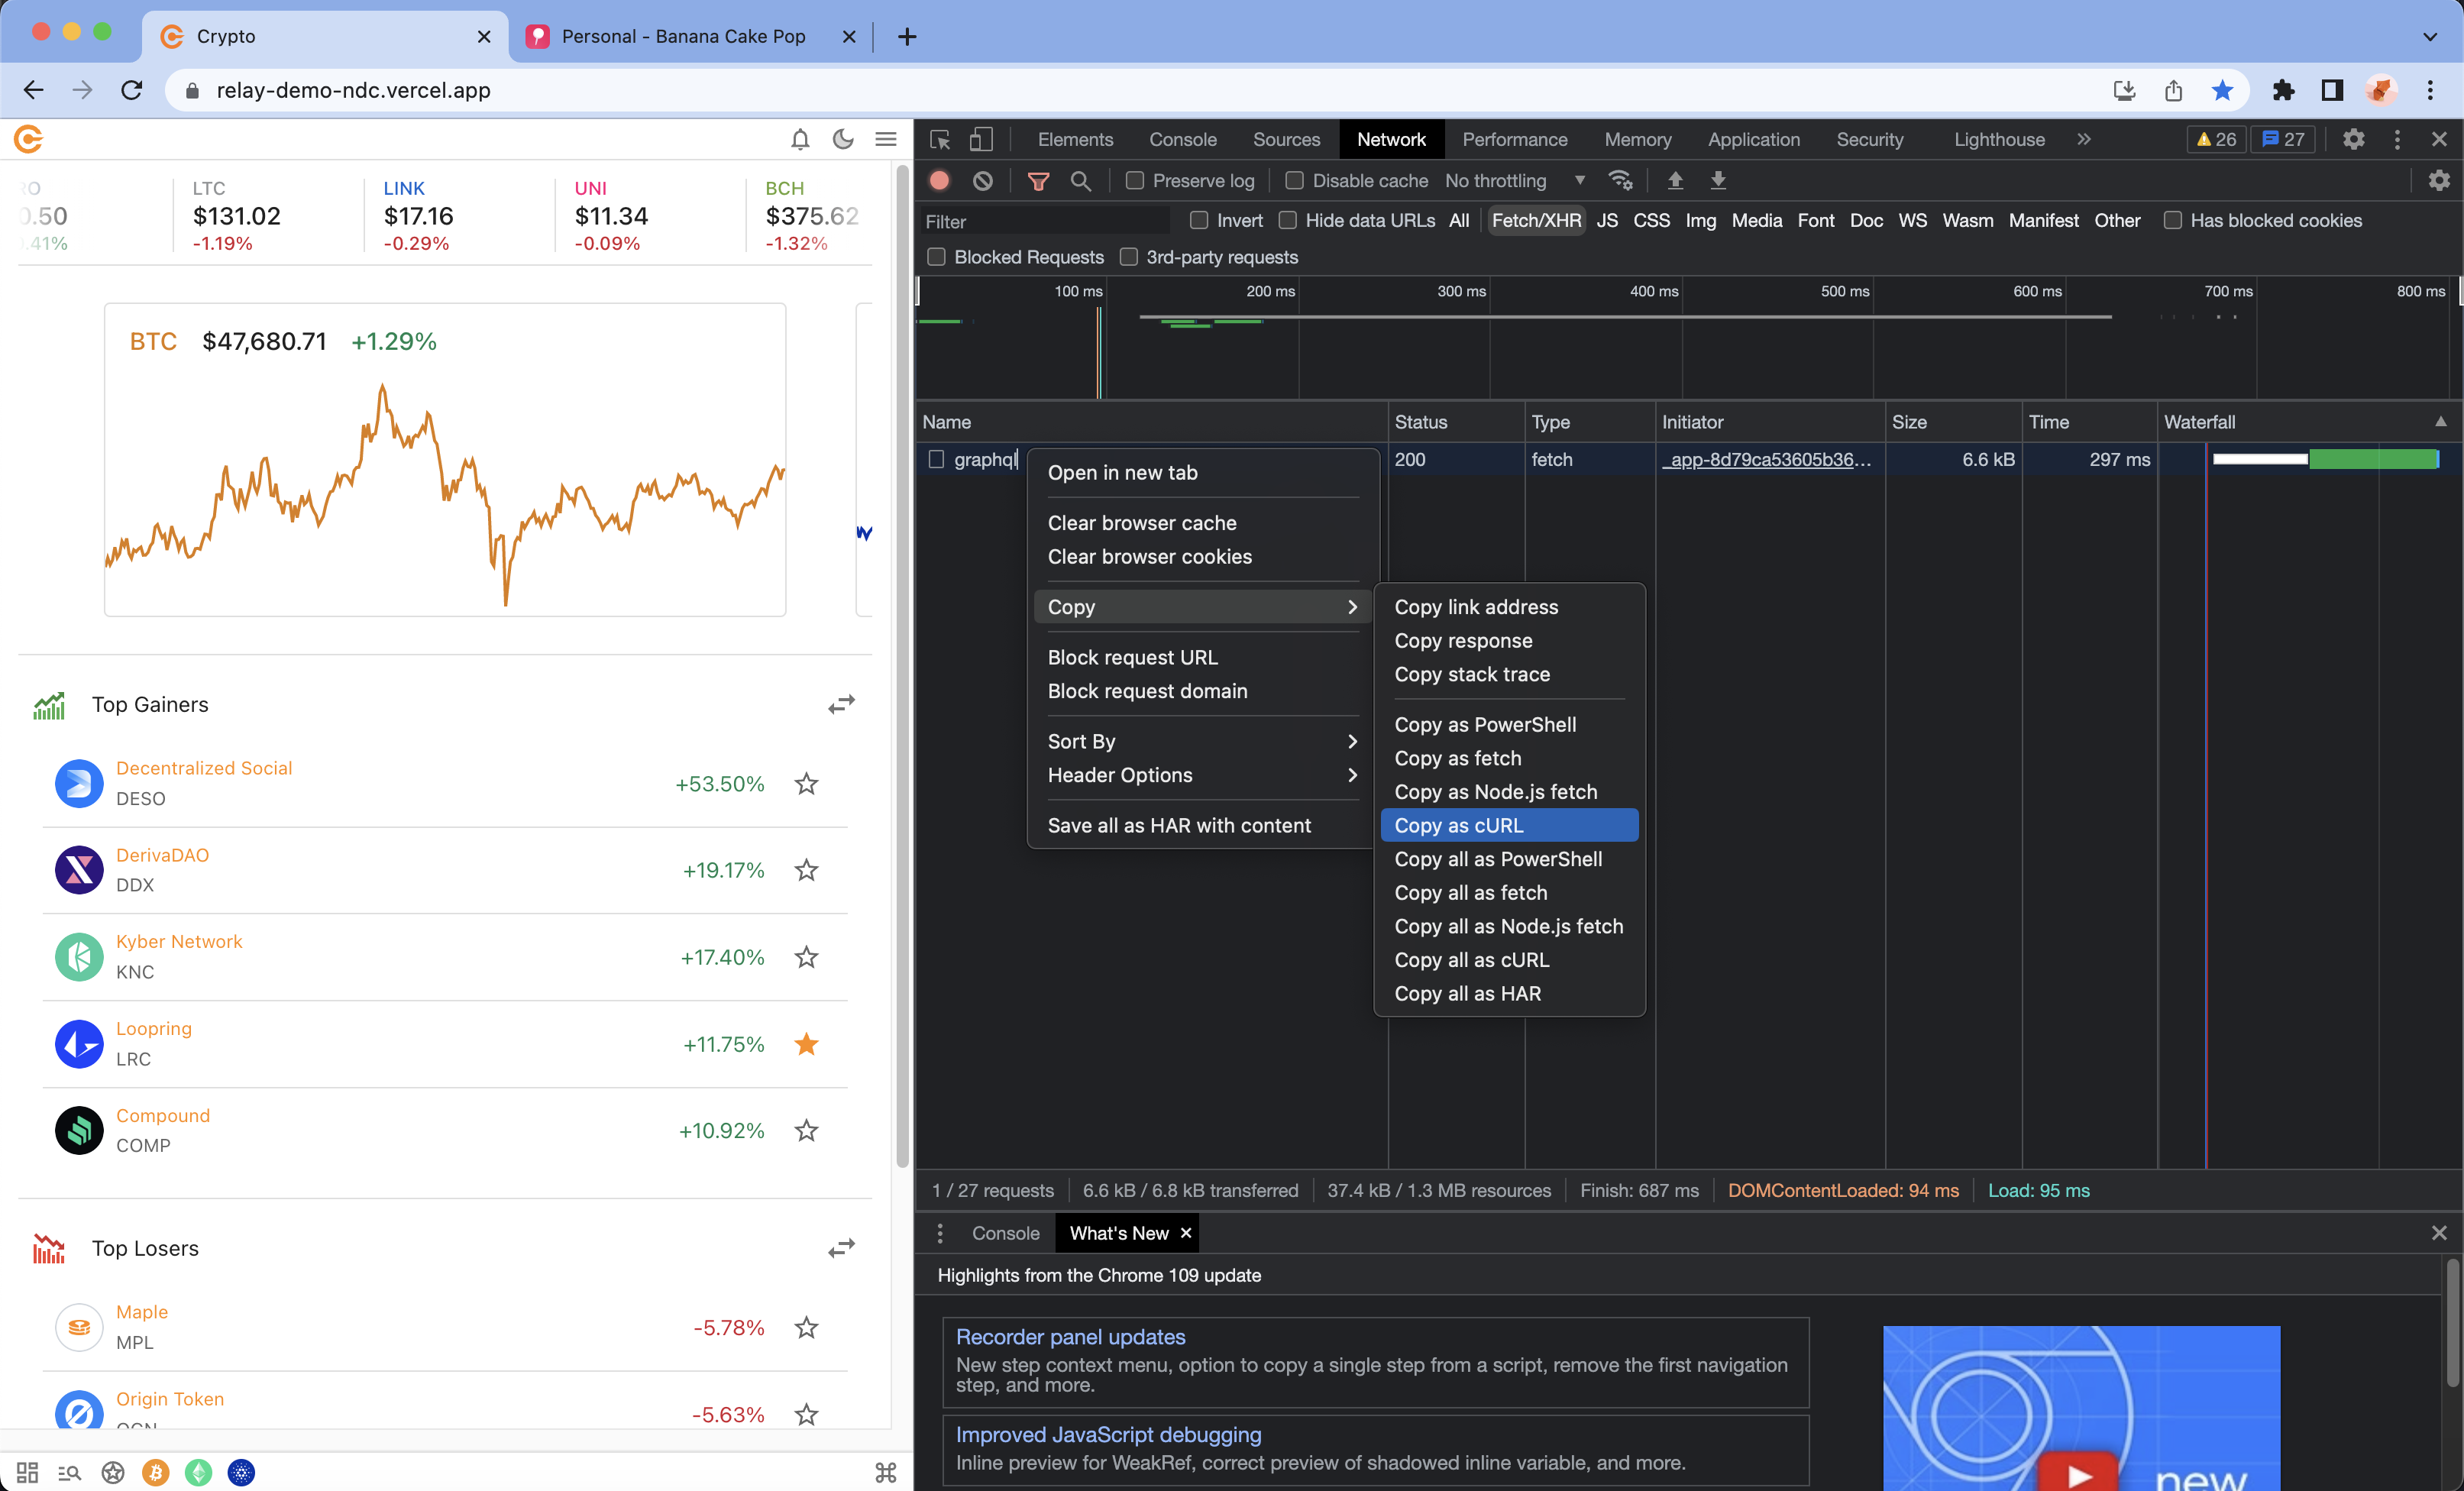 Crypto
Personal - Banana Cake Pop
relay-demo-ndc.vercel.app
LTC
$131.02
-1.19%
LINK
$17.16
-0.29%
UNI
$11.34
-0.09%
BCH
$375.62
-1.32%
BTC $47,680.71 +1.29%
Top Gainers
Decentralized Social
DESO
+53.50%
DerivaDAO
DDX
+19.17%
Kyber Network
KNC
+17.40%
Loopring
LRC
+11.75%
Compound
COMP
+10.92%
Top Losers
Maple
MPL
-5.78%
Origin Token
OGN
-5.63%
Elements Console Sources Network Performance Memory Application Security Lighthouse 26 27
Preserve log Disable cache No throttling
Filter Invert Hide data URLs All Fetch/XHR JS CSS Img Media Font Doc WS Wasm Manifest Other Has blocked cookies
Blocked Requests 3rd-party requests
100 ms 200 ms 300 ms 400 ms 500 ms 600 ms 700 ms 800 ms
Name Status Type Initiator Size Time Waterfall
graphql 200 fetch _app-8d79ca53605b36... 6.6 kB 297 ms
Open in new tab
Clear browser cache
Clear browser cookies
Copy
Block request URL
Block request domain
Sort By
Header Options
Save all as HAR with content
Copy link address
Copy response
Copy stack trace
Copy as PowerShell
Copy as fetch
Copy as Node.js fetch
Copy as cURL
Copy all as PowerShell
Copy all as fetch
Copy all as Node.js fetch
Copy all as cURL
Copy all as HAR
1 / 27 requests 6.6 kB / 6.8 kB transferred 37.4 kB / 1.3 MB resources Finish: 687 ms DOMContentLoaded: 94 ms Load: 95 ms
Console What's New
Highlights from the Chrome 109 update
Recorder panel updates
New step context menu, option to copy a single step from a script, remove the first navigation
step, and more.
Improved JavaScript debugging
Inline preview for WeakRef, correct preview of shadowed inline variable, and more.
new